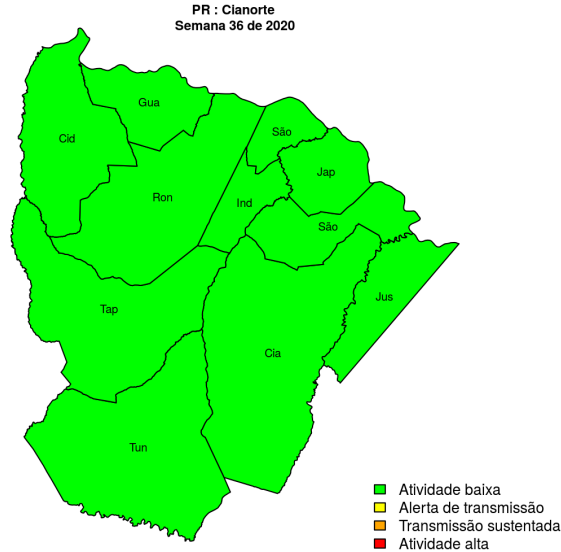 PR : Cianorte
Semana 36 de 2020
Gua
Cid
São
Jap
Ron
Ind
São
Jus
Tap
Cia
Tun
Atividade baixa
Alerta de transmissão
Transmissão sustentada
Atividade alta